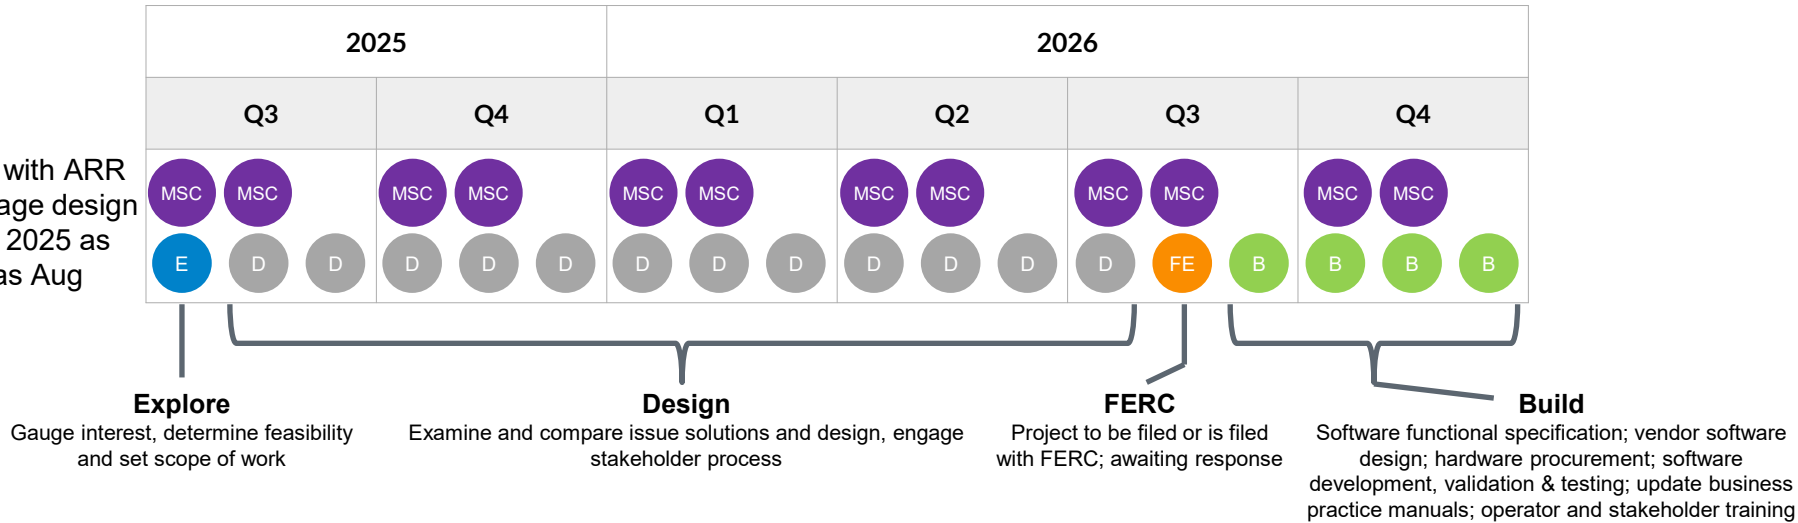 2025 2026
Q3 Q4 Q1 Q2 Q3 Q4
with ARR
age design
2025 as
as Aug
MSC MSC MSC MSC MSC MSC MSC MSC MSC MSC MSC MSC
E D D D D D D D D D D D D FE B B B B
Explore
Gauge interest, determine feasibility
and set scope of work
Design
Examine and compare issue solutions and design, engage
stakeholder process
FERC
Project to be filed or is filed
with FERC; awaiting response
Build
Software functional specification; vendor software
design; hardware procurement; software
development, validation & testing; update business
practice manuals; operator and stakeholder training